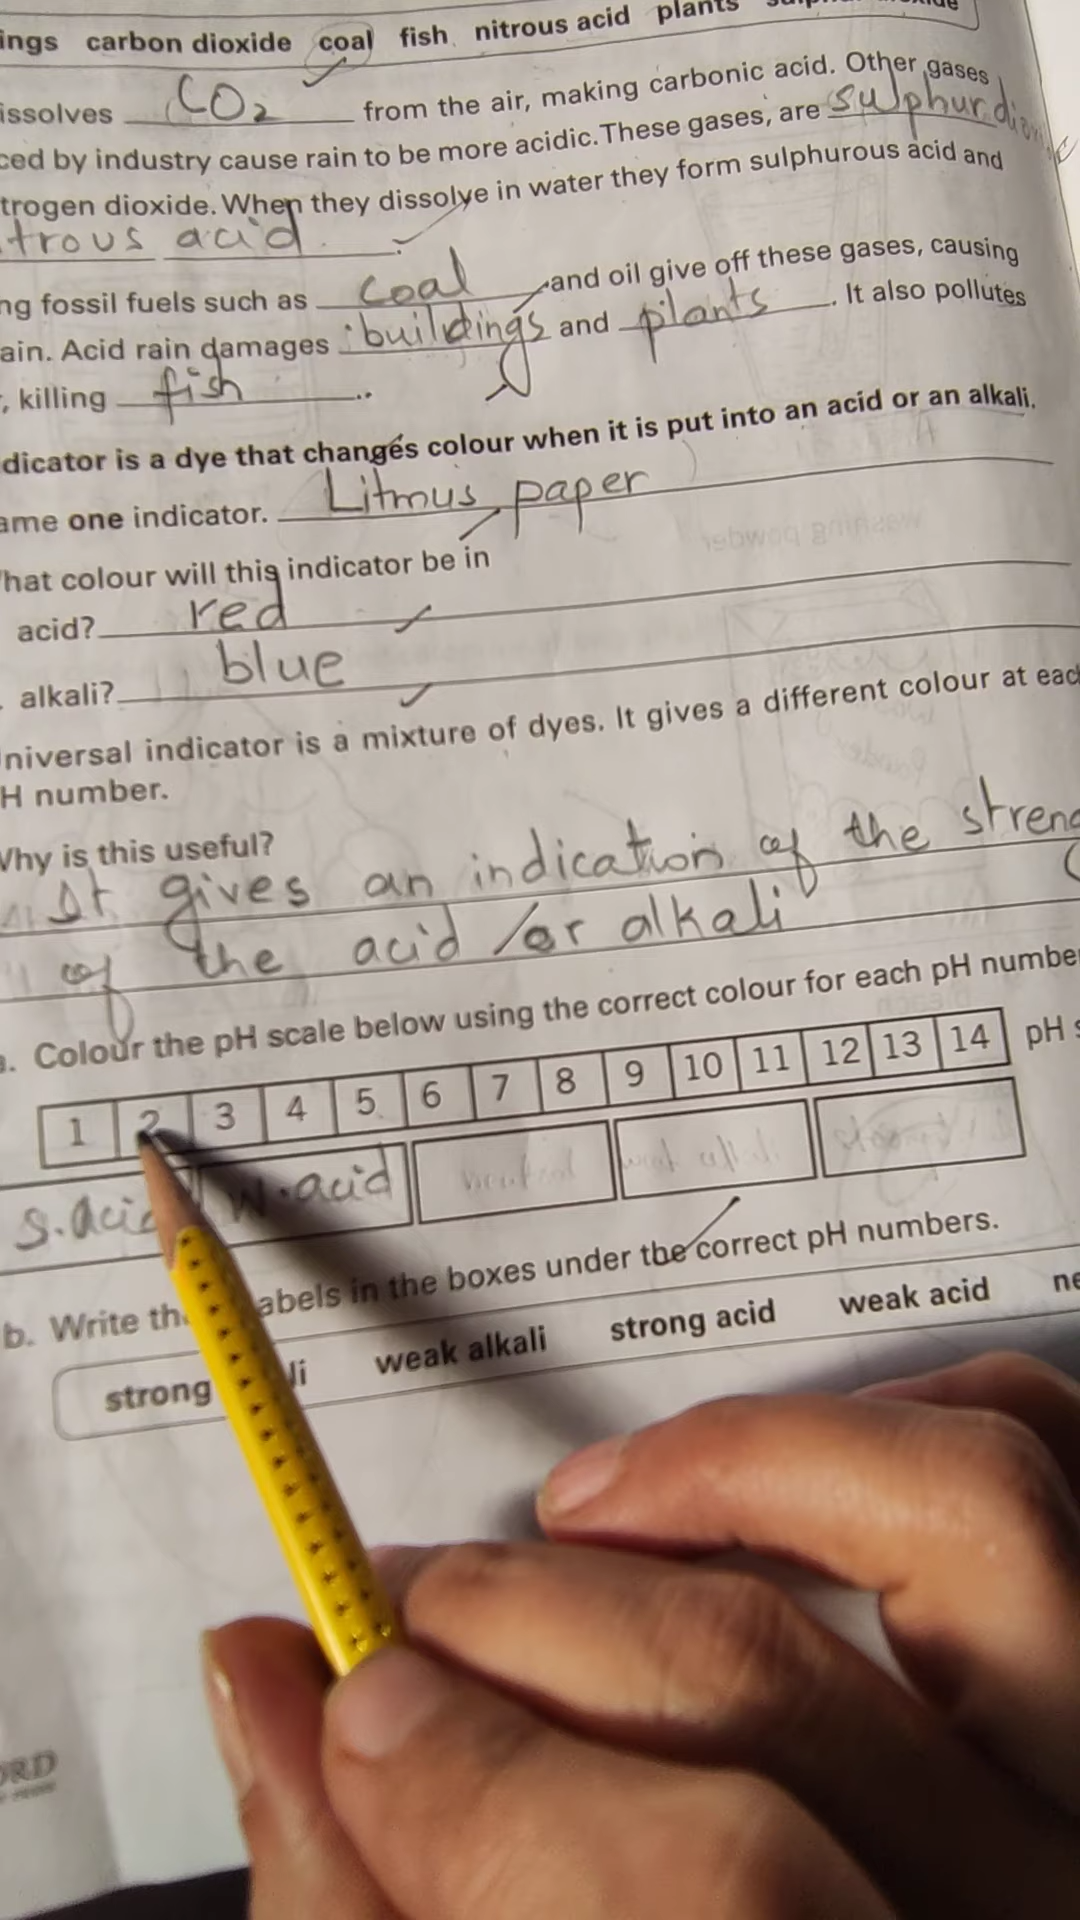 ings carbon dioxide coal fish nitrous acid plants
issolves CO2 from the air, making carbonic acid. Other gases
ced by industry cause rain to be more acidic. These gases, are sulphur
trogen dioxide. When they dissolve in water they form sulphurous acid and
trous acid.
ng fossil fuels such as coal and oil give off these gases, causing
ain. Acid rain damages buildings and plants. It also pollutes
, killing fish
dicator is a dye that changes colour when it is put into an acid or an alkali.
ame one indicator. Litmus paper
hat colour will this indicator be in
acid? red
alkali? blue
niversal indicator is a mixture of dyes. It gives a different colour at eac
H number.
Why is this useful?
It gives an indication of the streng
of the acid /or alkali
. Colour the pH scale below using the correct colour for each pH numbe
1 2 3 4 5 6 7 8 9 10 11 12 13 14 pH s
S.acid W.acid neutral weak alkali strong
b. Write th abels in the boxes under the correct pH numbers.
strong li weak alkali strong acid weak acid ne
ORD